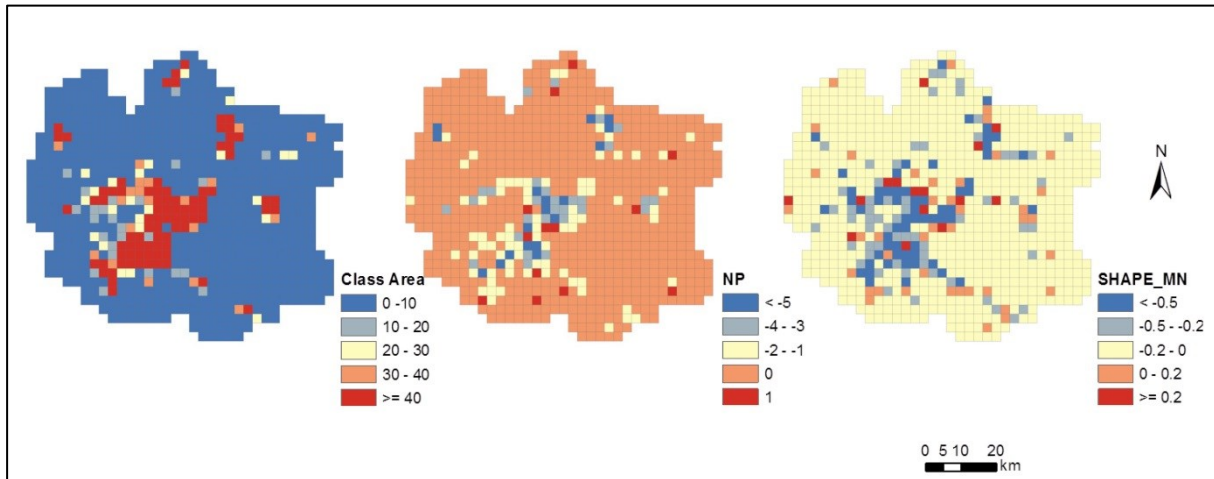 N
Class Area
0 -10
10 - 20
20 - 30
30 - 40
>= 40
NP
< -5
-4 - -3
-2 - -1
0
1
SHAPE_MN
< -0.5
-0.5 - -0.2
-0.2 - 0
0 - 0.2
>= 0.2
0 5 10 20
km